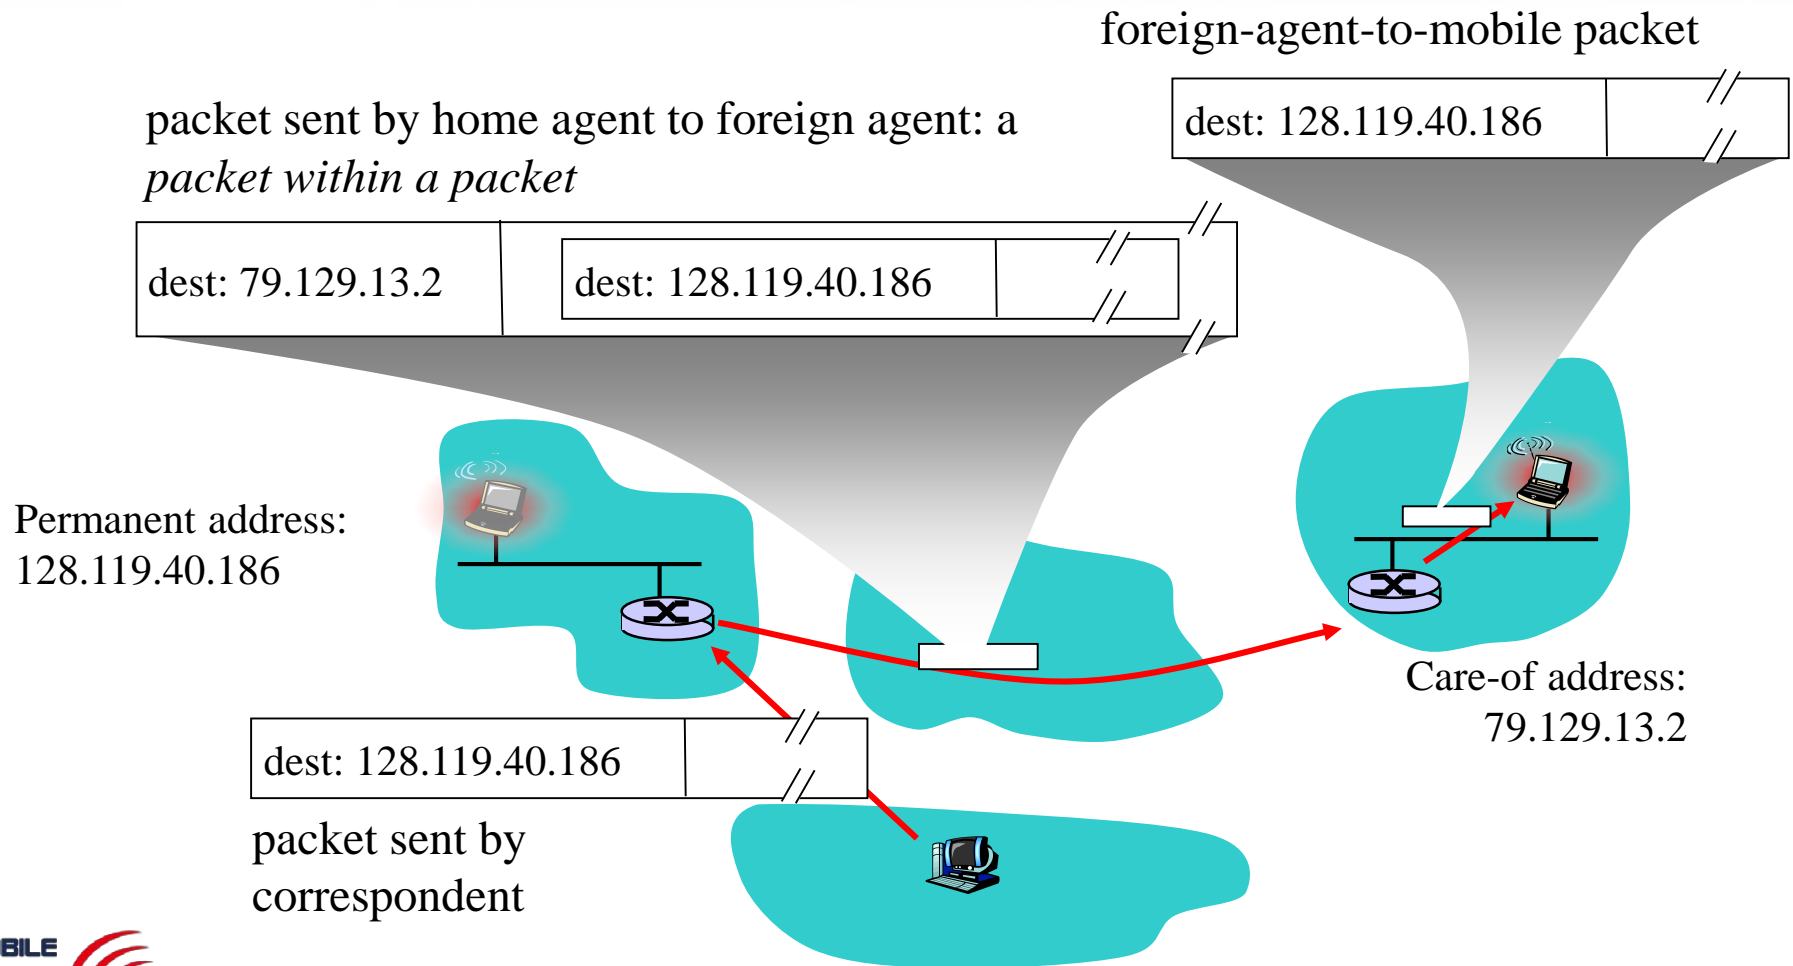 foreign-agent-to-mobile packet
dest: 128.119.40.186
packet sent by home agent to foreign agent: a
packet within a packet
dest: 79.129.13.2
dest: 128.119.40.186
Permanent address:
128.119.40.186
Care-of address:
79.129.13.2
dest: 128.119.40.186
packet sent by
correspondent
BILE